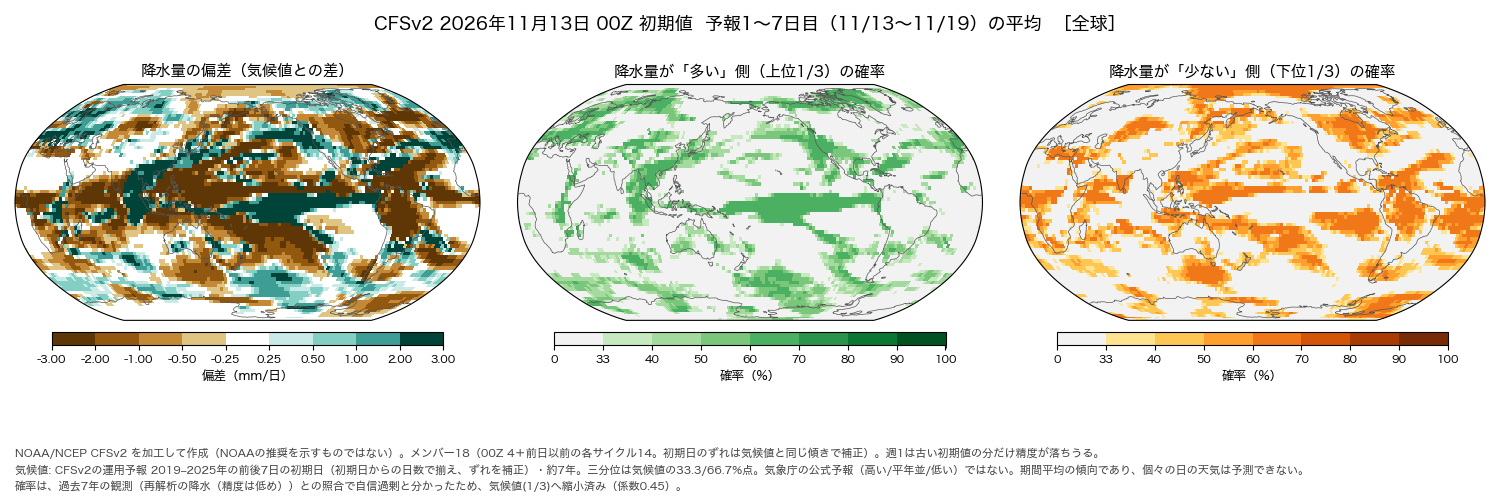 CFSv2 2026年11月13日 00Z 初期値 予報1〜7日目（11/13〜11/19）の平均 ［全球］
降水量の偏差（気候値との差）
降水量が「多い」側（上位1/3）の確率
降水量が「少ない」側（下位1/3）の確率
-3.00 -2.00 -1.00 -0.50 -0.25 0.25 0.50 1.00 2.00 3.00
偏差（mm/日）
0 33 40 50 60 70 80 90 100
確率（%）
0 33 40 50 60 70 80 90 100
確率（%）
NOAA/NCEP CFSv2 を加工して作成（NOAAの推奨を示すものではない）。メンバー18（00Z 4＋前日以前の各サイクル14。初期日のずれは気候値と同じ傾きで補正）。週1は古い初期値の分だけ精度が落ちうる。
気候値: CFSv2の運用予報 2019–2025年の前後7日の初期日（初期日からの日数で揃え、ずれを補正）・約7年。三分位は気候値の33.3/66.7%点。気象庁の公式予報（高い/平年並/低い）ではない。期間平均の傾向であり、個々の日の天気は予測できない。
確率は、過去7年の観測（再解析の降水（精度は低め））との照合で自信過剰と分かったため、気候値(1/3)へ縮小済み（係数0.45）。